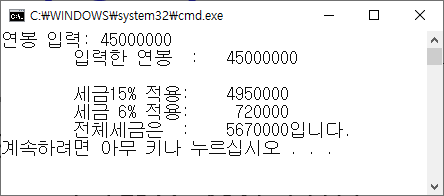 C:\WINDOWS\system32\cmd.exe
연봉 입력: 45000000
입력한 연봉 : 45000000
세금15% 적용: 4950000
세금 6% 적용: 720000
전체세금은 : 5670000입니다.
계속하려면 아무 키나 누르십시오 . . .